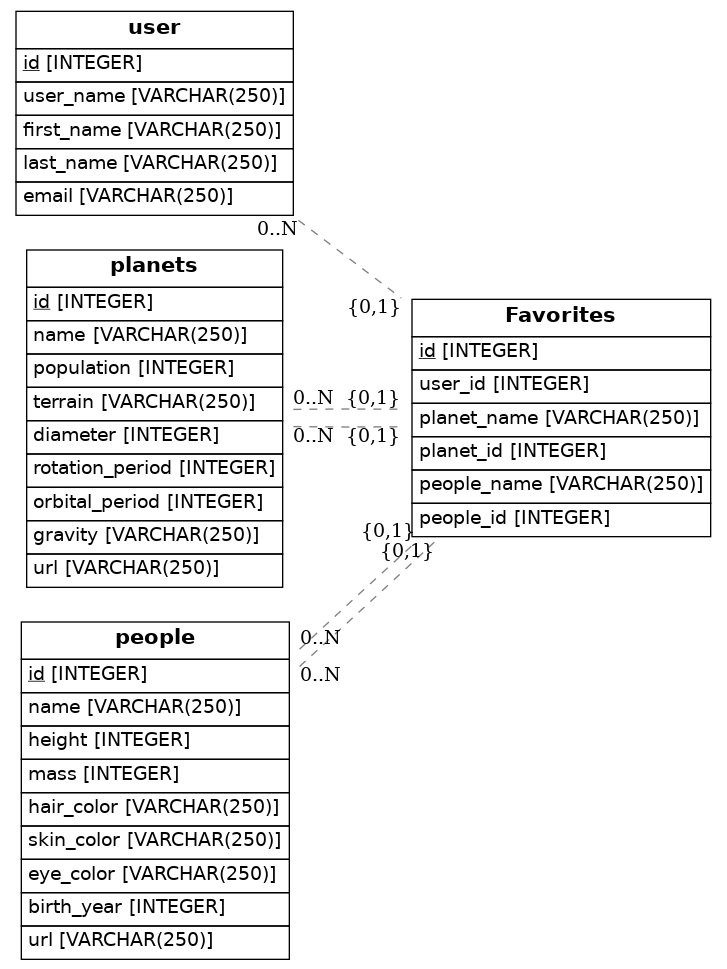 user
id [INTEGER]
user_name [VARCHAR(250)]
first_name [VARCHAR(250)]
last_name [VARCHAR(250)]
email [VARCHAR(250)]
0..N
{0,1}
planets
id [INTEGER]
name [VARCHAR(250)]
population [INTEGER]
terrain [VARCHAR(250)]
diameter [INTEGER]
rotation_period [INTEGER]
orbital_period [INTEGER]
gravity [VARCHAR(250)]
url [VARCHAR(250)]
0..N {0,1}
0..N {0,1}
Favorites
id [INTEGER]
user_id [INTEGER]
planet_name [VARCHAR(250)]
planet_id [INTEGER]
people_name [VARCHAR(250)]
people_id [INTEGER]
{0,1}
{0,1}
0..N
0..N
people
id [INTEGER]
name [VARCHAR(250)]
height [INTEGER]
mass [INTEGER]
hair_color [VARCHAR(250)]
skin_color [VARCHAR(250)]
eye_color [VARCHAR(250)]
birth_year [INTEGER]
url [VARCHAR(250)]